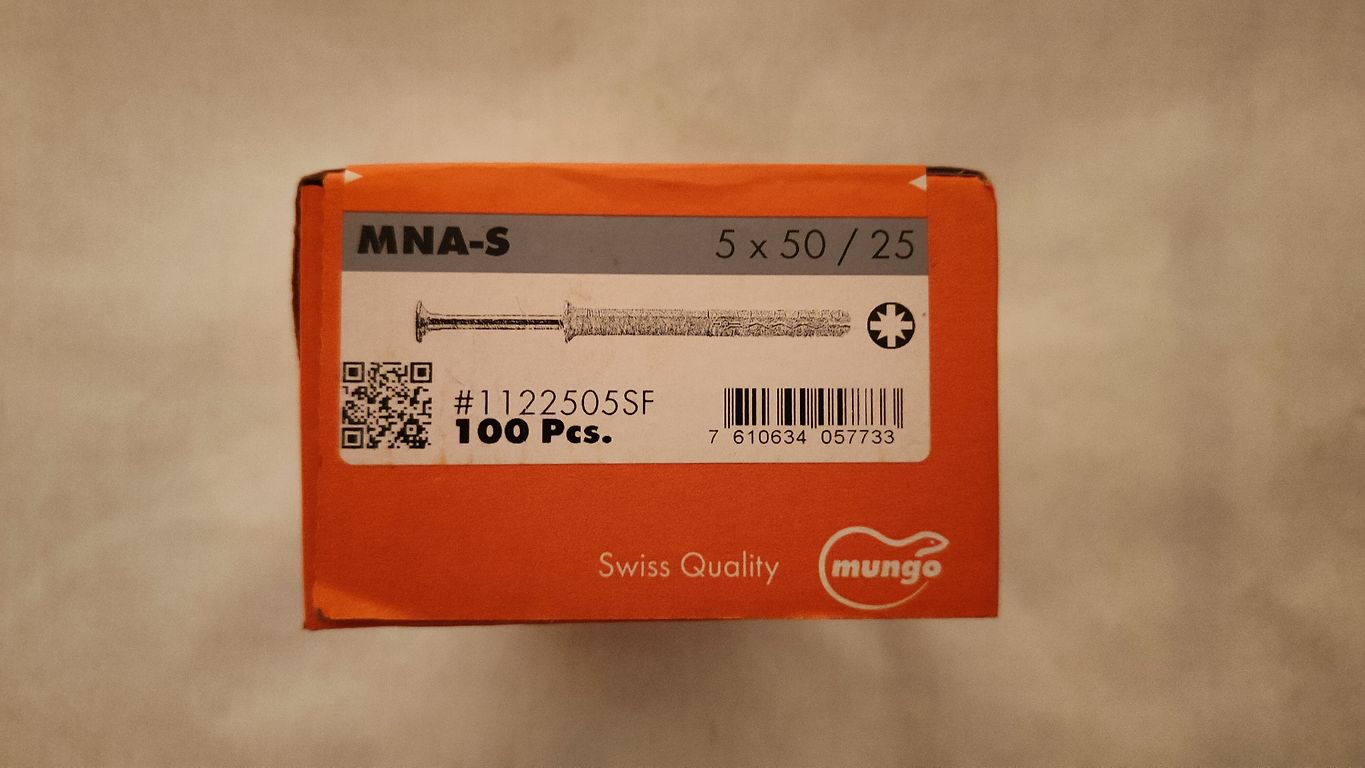 MNA-S 5 x 50 / 25
#1122505SF
100 Pcs.
7 610634 057733
Swiss Quality
mungo